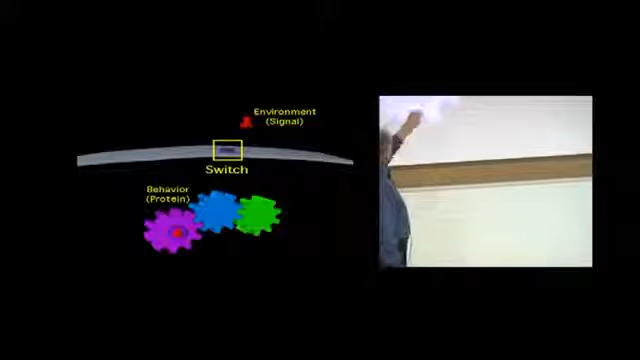 Environment
(Signal)
Switch
Behavior
(Protein)